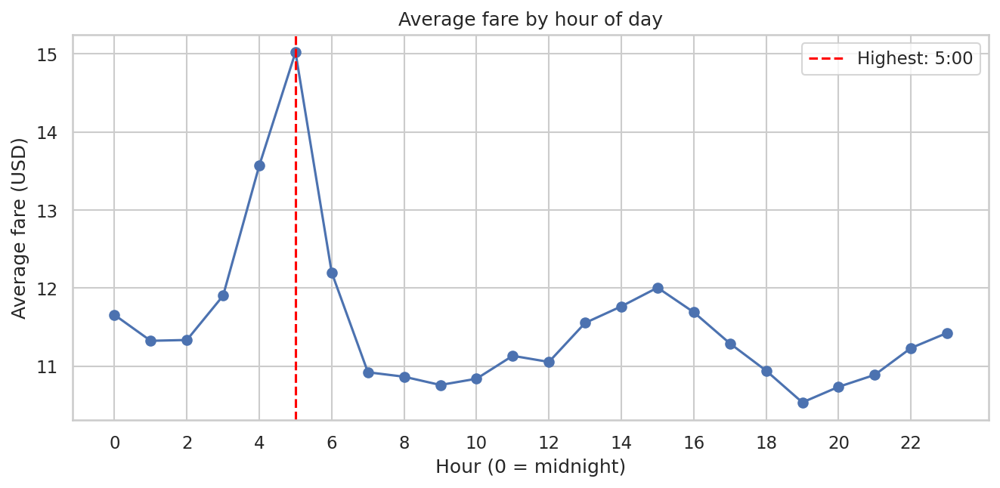 Average fare by hour of day
Highest: 5:00
Average fare (USD)
15
14
13
12
11
0 2 4 6 8 10 12 14 16 18 20 22
Hour (0 = midnight)